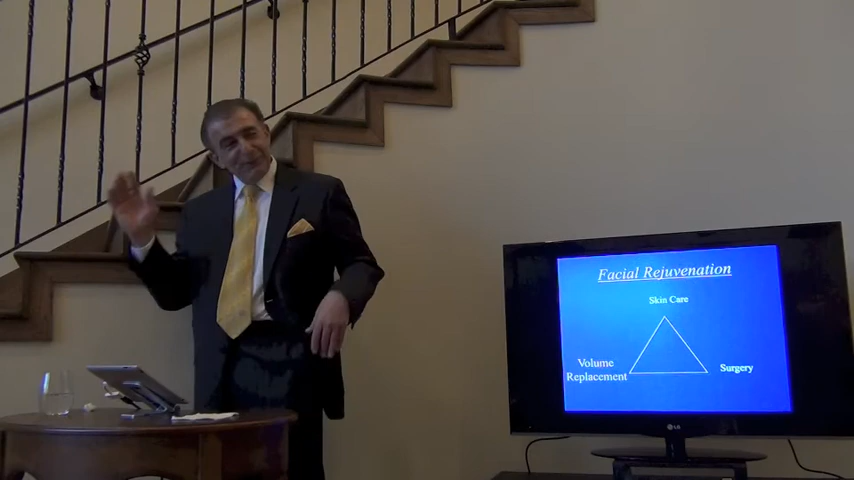 Facial Rejuvenation
Skin Care
Volume
Replacement
Surgery
LG